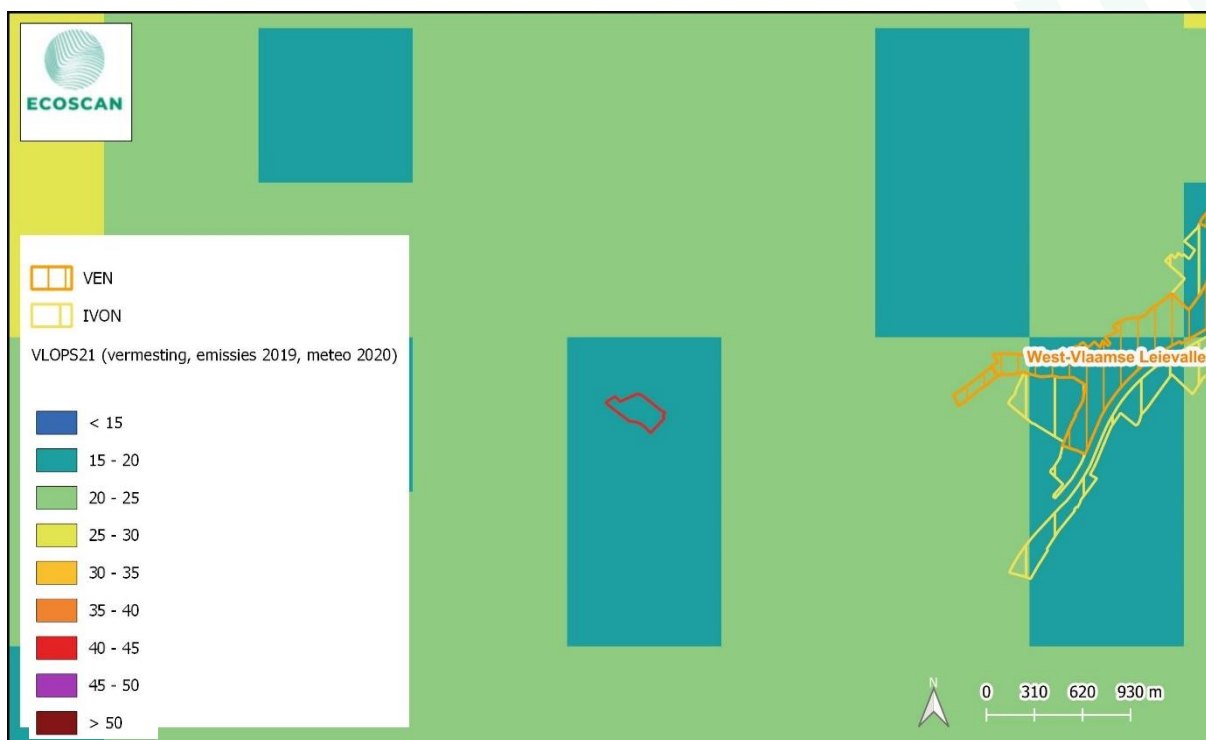 ECOSCAN
VEN
IVON
VLOPS21 (vermesting, emissies 2019, meteo 2020)
< 15
15 - 20
20 - 25
25 - 30
30 - 35
35 - 40
40 - 45
45 - 50
> 50
West-Vlaamse Leievalle
N
0 310 620 930 m